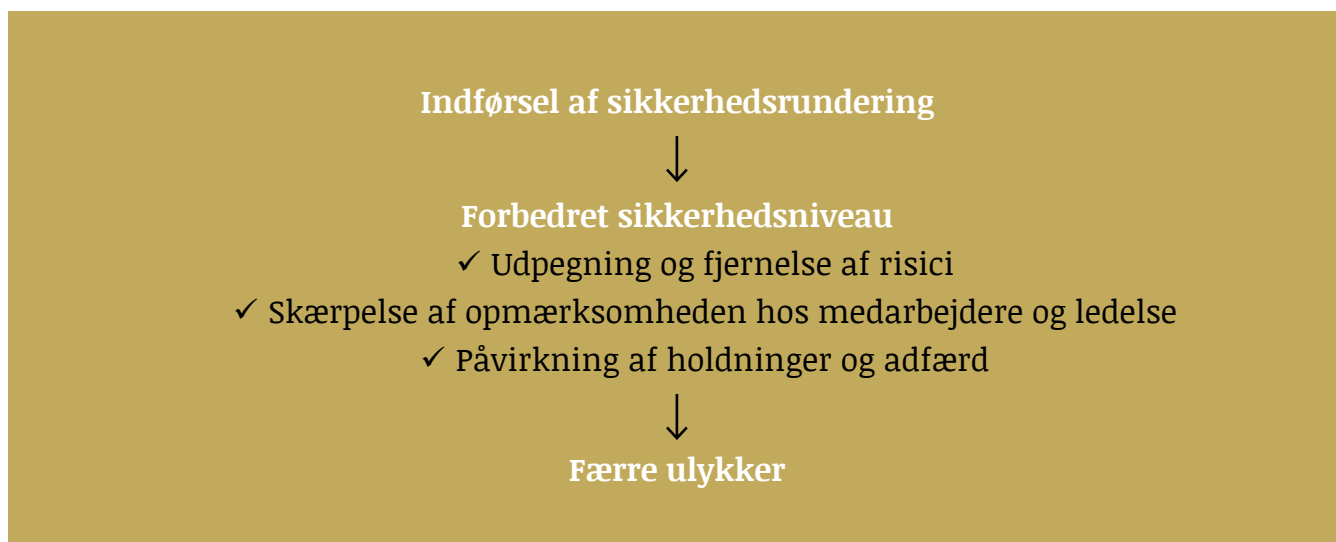 Indførsel af sikkerhedsrundering
↓
Forbedret sikkerhedsniveau
✓ Udpegning og fjernelse af risici
✓ Skærpelse af opmærksomheden hos medarbejdere og ledelse
✓ Påvirkning af holdninger og adfærd
↓
Færre ulykker